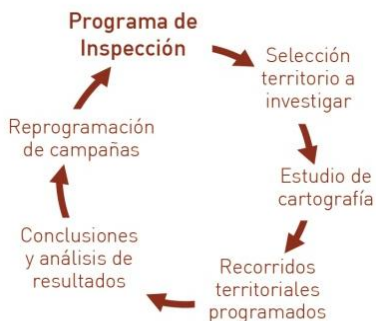 Programa de
Inspección
Selección
territorio a
investigar
Estudio de
cartografía
Recorridos
territoriales
programados
Conclusiones
y análisis de
resultados
Reprogramación
de campañas